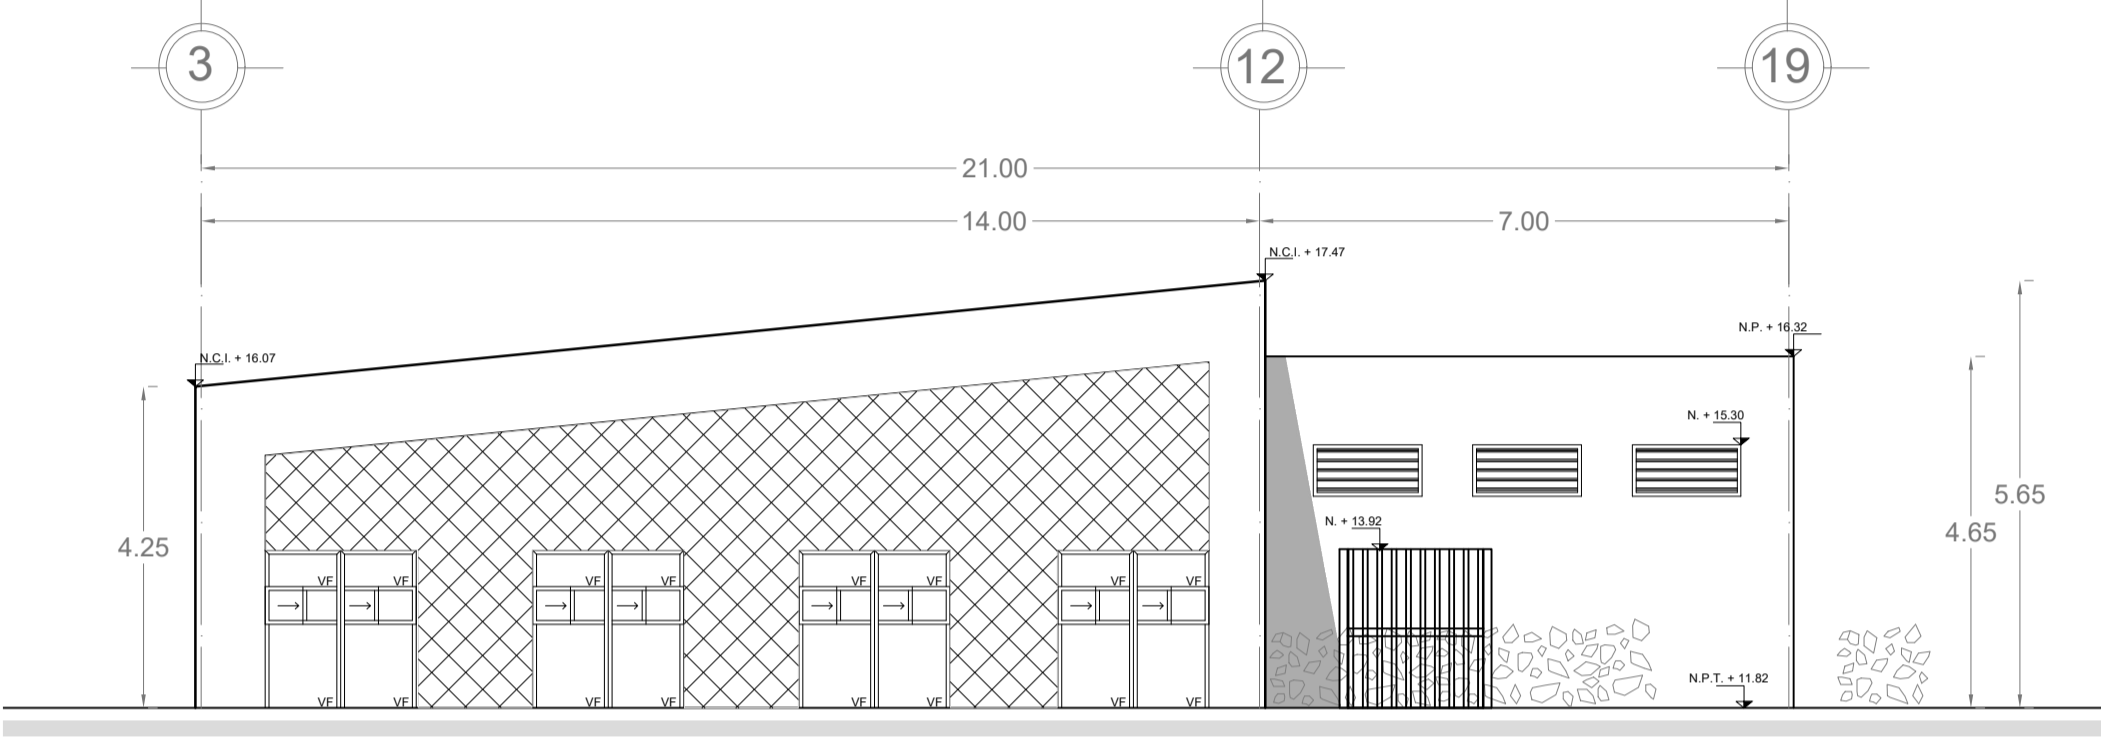 3
12
19
21.00
14.00
7.00
N.C.I. + 17.47
N.P. + 16.32
N.C.I. + 16.07
N. + 15.30
5.65
N. + 13.92
4.65
4.25
VF VF VF VF VF VF VF VF
N.P.T. + 11.82
VF VF VF VF VF VF VF VF